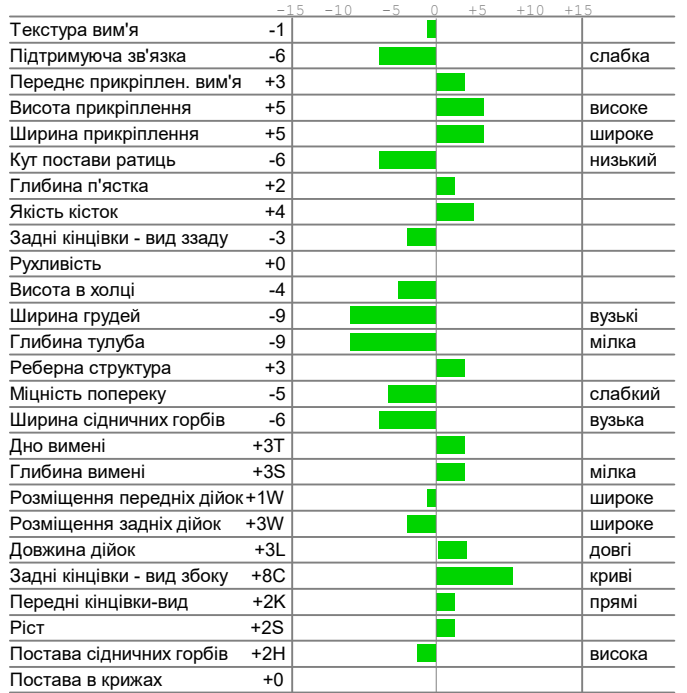 -15 -10 -5 0 +5 +10 +15
Текстура вим'я -1
Підтримуюча зв'язка -6 слабка
Переднє прикріплен. вим'я +3
Висота прикріплення +5 високе
Ширина прикріплення +5 широке
Кут постави ратиць -6 низький
Глибина п'ястка +2
Якість кісток +4
Задні кінцівки - вид ззаду -3
Рухливість +0
Висота в холці -4
Ширина грудей -9 вузькі
Глибина тулуба -9 мілка
Реберна структура +3
Міцність попереку -5 слабкий
Ширина сідничних горбів -6 вузька
Дно вимені +3T
Глибина вимені +3S мілка
Розміщення передніх дійок +1W широке
Розміщення задніх дійок +3W широке
Довжина дійок +3L довгі
Задні кінцівки - вид збоку +8C криві
Передні кінцівки-вид +2K прямі
Ріст +2S
Постава сідничних горбів +2H висока
Постава в крижах +0